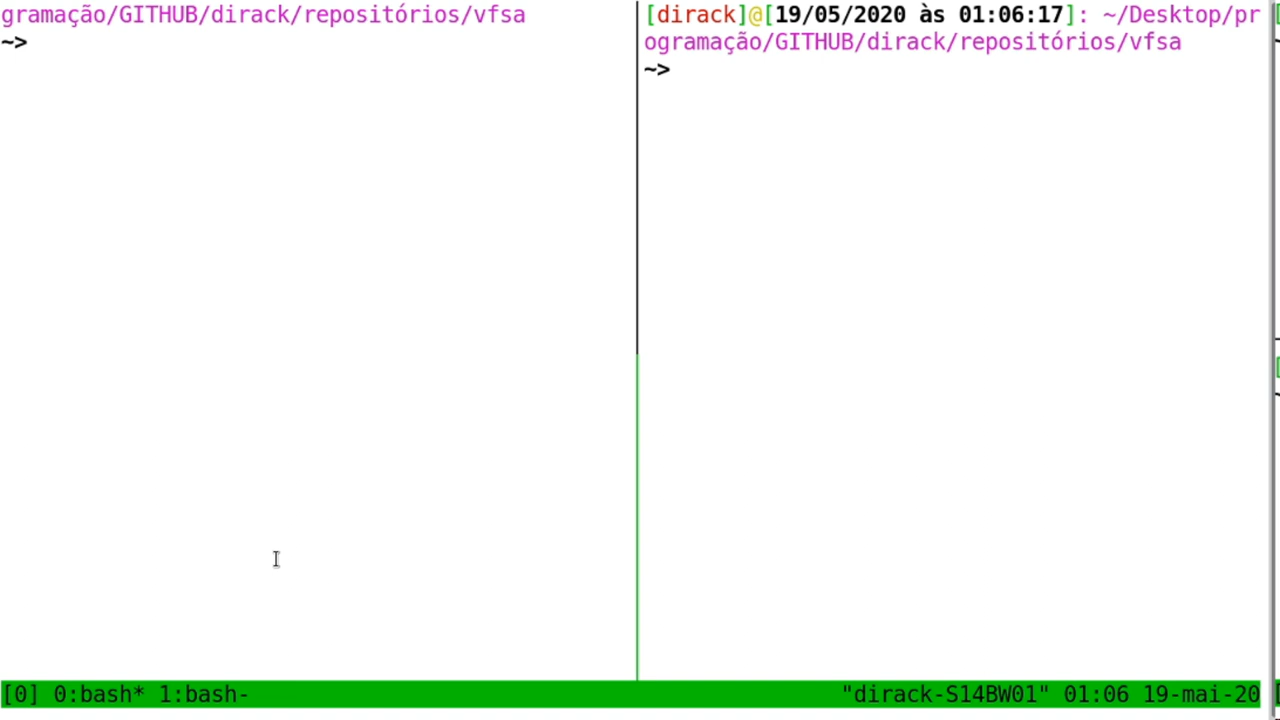 gramação/GITHUB/dirack/repositórios/vfsa
~>
[dirack]@[19/05/2020 às 01:06:17]: ~/Desktop/pr
ogramação/GITHUB/dirack/repositórios/vfsa
~>
[0] 0:bash* 1:bash- "dirack-S14BW01" 01:06 19-mai-20